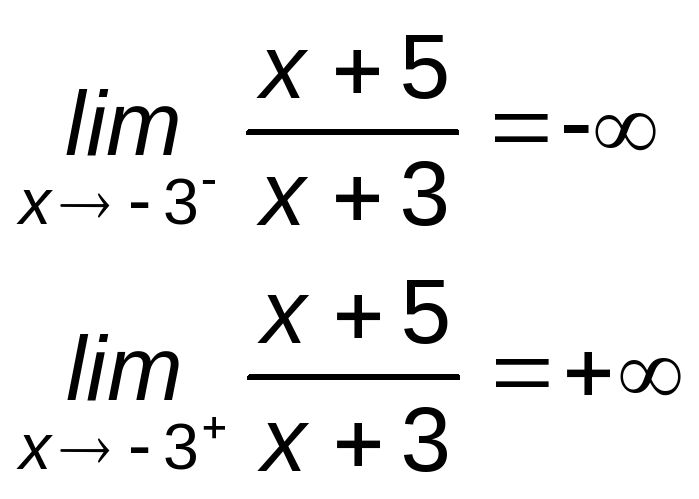 lim x→-3⁻ (x+5)/(x+3) = -∞
lim x→-3⁺ (x+5)/(x+3) = +∞